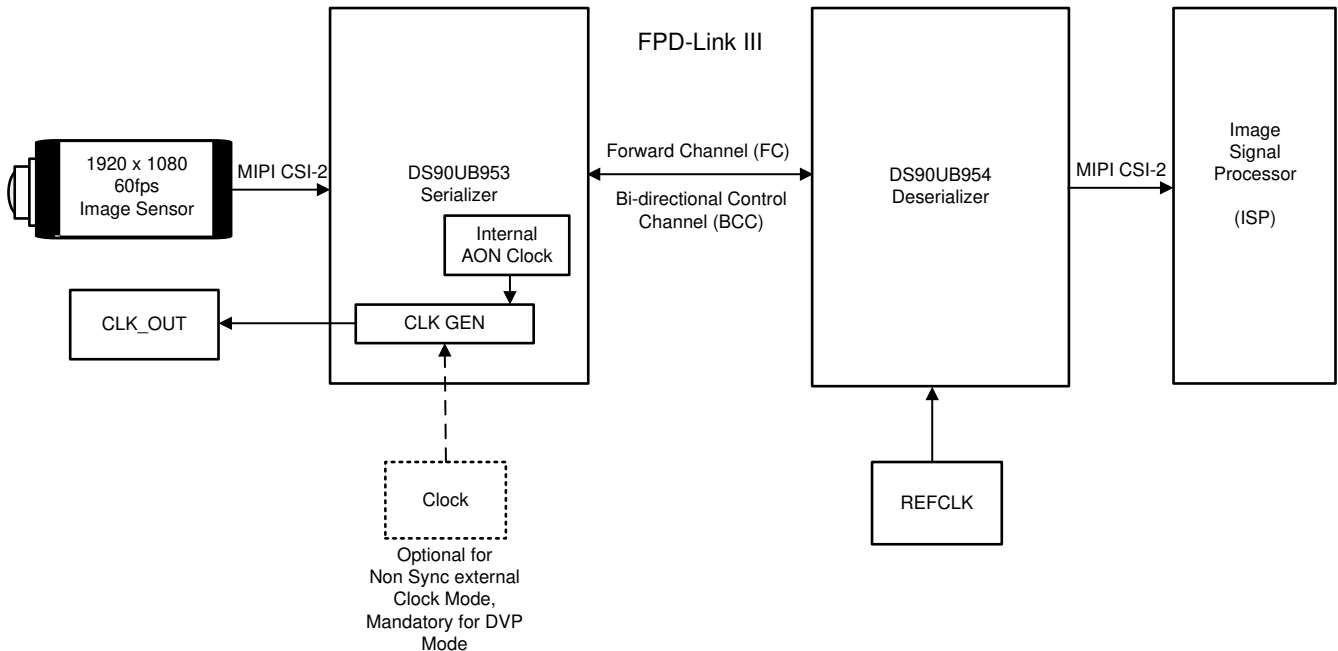 FPD-Link III
1920 x 1080
60fps
Image Sensor
MIPI CSI-2
DS90UB953
Serializer
Internal
AON Clock
CLK GEN
CLK_OUT
Clock
Optional for
Non Sync external
Clock Mode,
Mandatory for DVP
Mode
Forward Channel (FC)
Bi-directional Control
Channel (BCC)
DS90UB954
Deserializer
REFCLK
MIPI CSI-2
Image
Signal
Processor
(ISP)